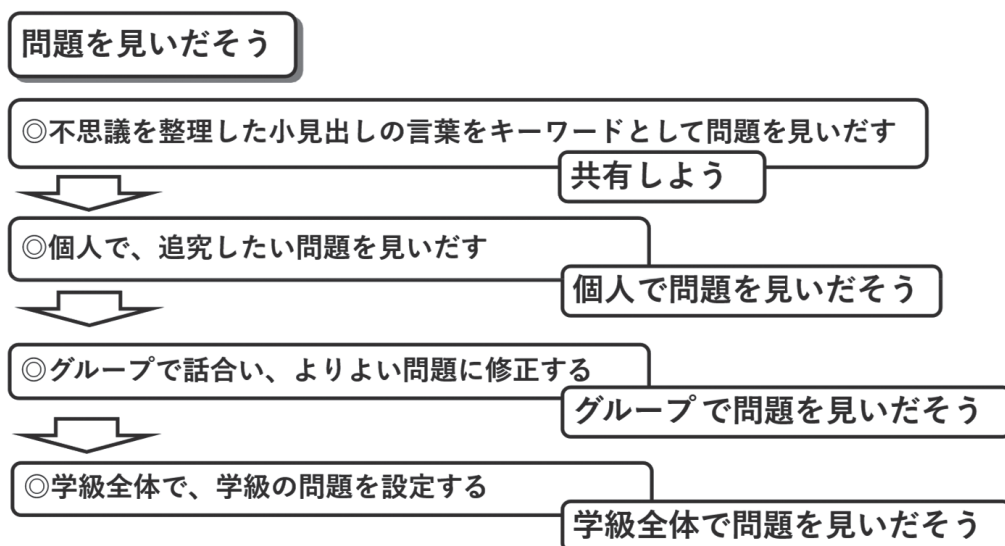 問題を見いだそう
◎不思議を整理した小見出しの言葉をキーワードとして問題を見いだす
共有しよう
◎個人で、追究したい問題を見いだす
個人で問題を見いだそう
◎グループで話合い、よりよい問題に修正する
グループで問題を見いだそう
◎学級全体で、学級の問題を設定する
学級全体で問題を見いだそう